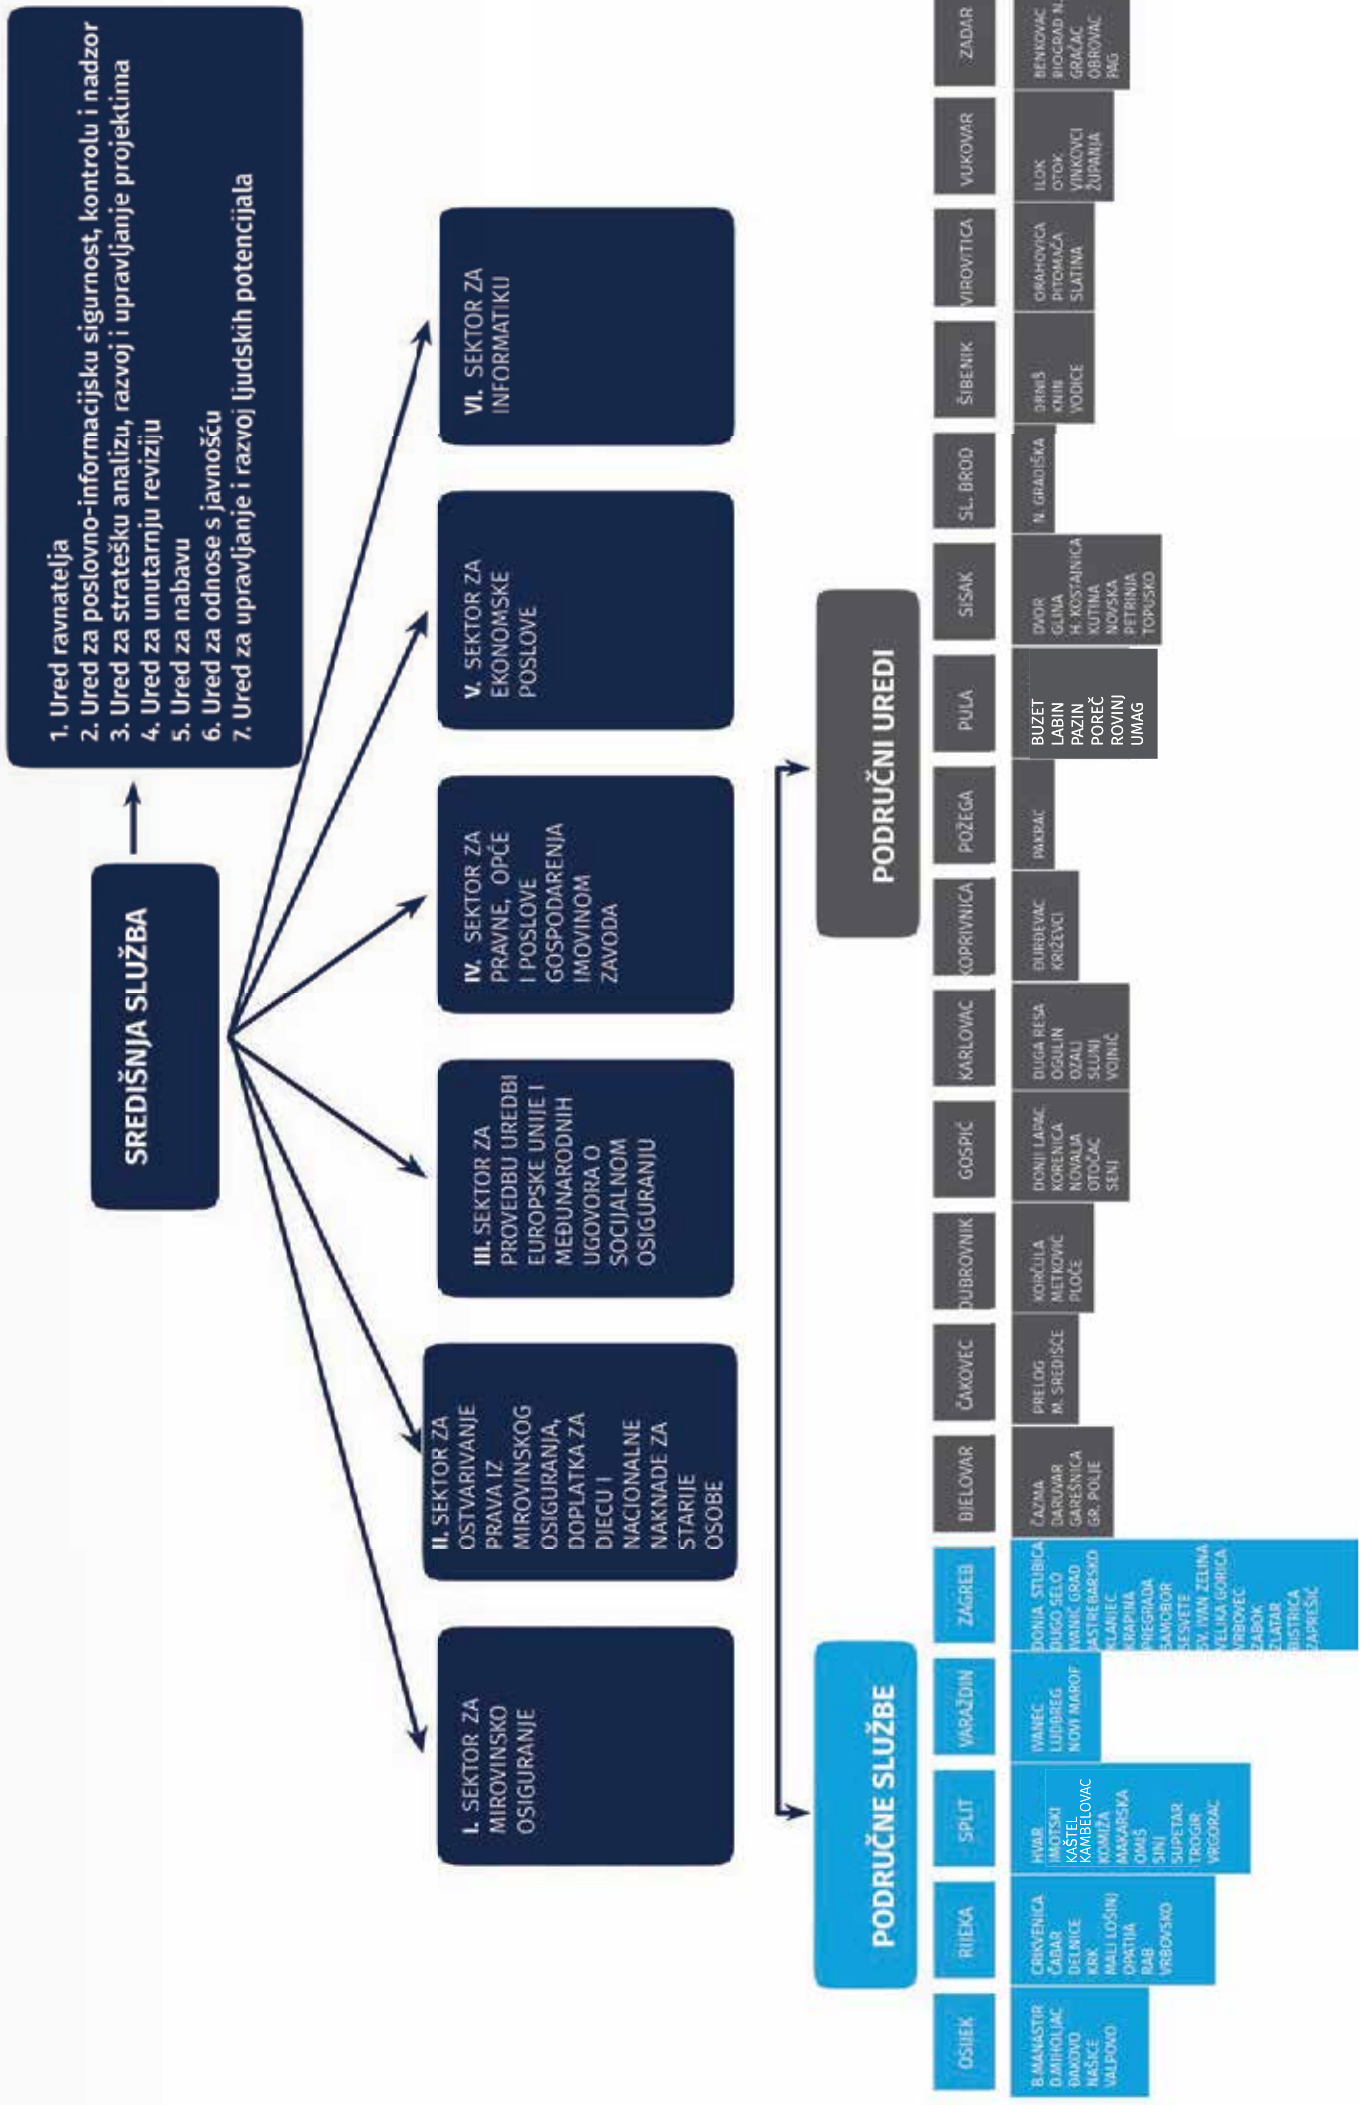 SREDIŠNJA SLUŽBA
1. Ured ravnatelja
2. Ured za poslovno-informacijsku sigurnost, kontrolu i nadzor
3. Ured za stratešku analizu, razvoj i upravljanje projektima
4. Ured za unutarnju reviziju
5. Ured za nabavu
6. Ured za odnose s javnošću
7. Ured za upravljanje i razvoj ljudskih potencijala
I. SEKTOR ZA
MIROVINSKO
OSIGURANJE
II. SEKTOR ZA
OSTVARIVANJE
PRAVA IZ
MIROVINSKOG
OSIGURANJA,
DOPLATKA ZA
DJECU I
NACIONALNE
NAKNADE ZA
STARIJE
OSOBE
III. SEKTOR ZA
PROVEDBU UREDBI
EUROPSKE UNIJE I
MEĐUNARODNIH
UGOVORA O
SOCIJALNOM
OSIGURANJU
IV. SEKTOR ZA
PRAVNE, OPĆE
I POSLOVE
GOSPODARENJA
IMOVINOM
ZAVODA
V. SEKTOR ZA
EKONOMSKE
POSLOVE
VI. SEKTOR ZA
INFORMATIKU
PODRUČNE SLUŽBE
PODRUČNI UREDI
OSIJEK
B.MANASTIR
D.MIHOLJAC
ĐAKOVO
NAŠICE
VALPOVO
RIJEKA
CRIKVENICA
ČABAR
DELNICE
KRK
MALI LOŠINJ
OPATIJA
RAB
VRBOVSKO
SPLIT
HVAR
IMOTSKI
KAŠTEL
KAMBELOVAC
KOMIŽA
MAKARSKA
OMIŠ
SINJ
SUPETAR
TROGIR
VRGORAC
VARAŽDIN
IVANEC
LUDBREG
NOVI MAROF
ZAGREB
DONJA STUBICA
DUGO SELO
IVANIĆ GRAD
JASTREBARSKO
KLANJEC
KRAPINA
PREGRADA
SAMOBOR
SESVETE
SV. IVAN ZELINA
VELIKA GORICA
VRBOVEC
ZABOK
ZLATAR
BISTRICA
ZAPREŠIĆ
BJELOVAR
ČAZMA
DARUVAR
GAREŠNICA
GR. POLJE
ČAKOVEC
PRELOG
M. SREDIŠĆE
DUBROVNIK
KORČULA
METKOVIĆ
PLOČE
GOSPIĆ
DONJI LAPAC
KORENICA
NOVALJA
OTOČAC
SENJ
KARLOVAC
DUGA RESA
OGULIN
OZALJ
SLUNJ
VOJNIĆ
KOPRIVNICA
ĐURĐEVAC
KRIŽEVCI
POŽEGA
PAKRAC
PULA
BUZET
LABIN
PAZIN
POREČ
ROVINJ
UMAG
SISAK
DVOR
GLINA
H. KOSTAJNICA
KUTINA
NOVSKA
PETRINJA
TOPUSKO
SL. BROD
N. GRADIŠKA
ŠIBENIK
DRNIŠ
KNIN
VODICE
VIROVITICA
ORAHOVICA
PITOMAČA
SLATINA
VUKOVAR
ILOK
OTOK
VINKOVCI
ŽUPANJA
ZADAR
BENKOVAC
BIOGRAD N.
GRAČAC
OBROVAC
PAG